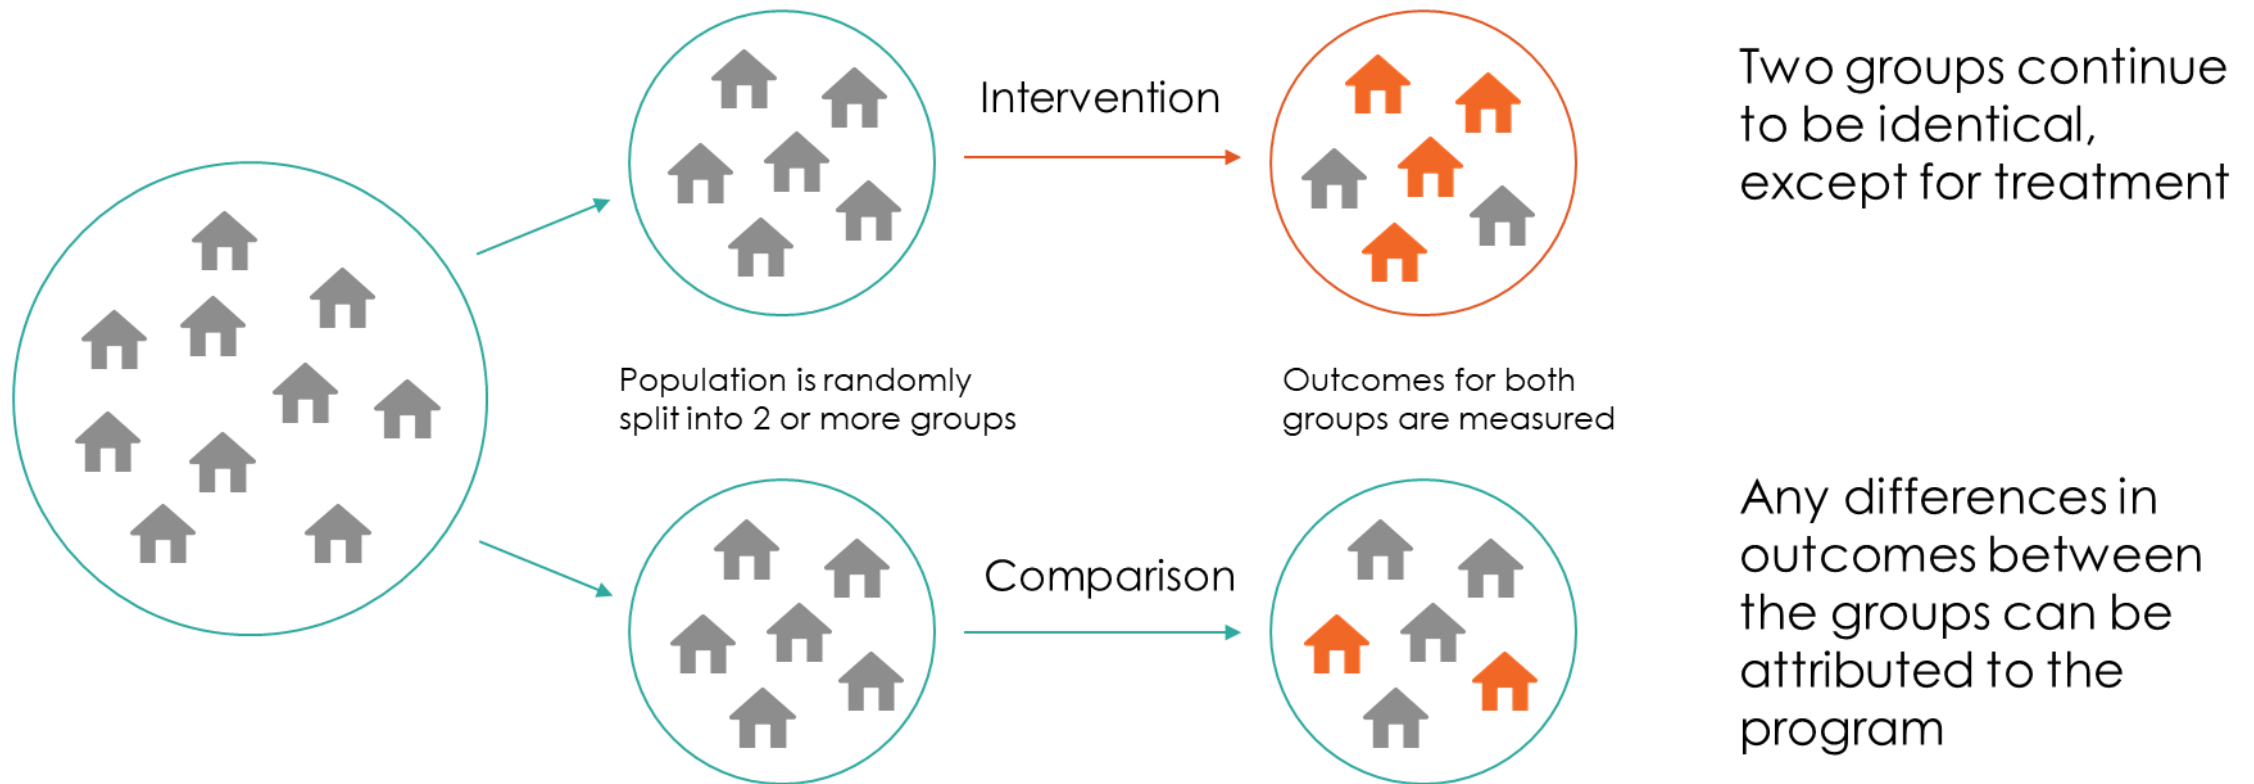 Intervention
Two groups continue
to be identical,
except for treatment
Population is randomly
split into 2 or more groups
Outcomes for both
groups are measured
Comparison
Any differences in
outcomes between
the groups can be
attributed to the
program